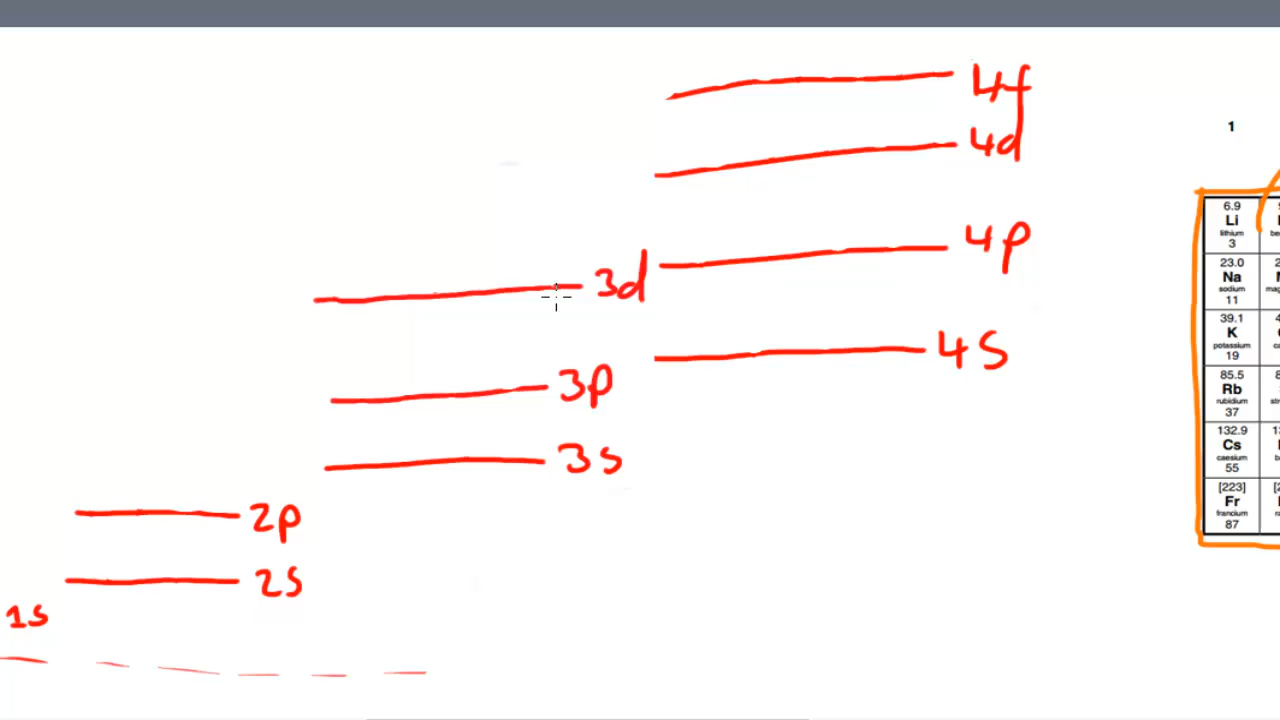 4f
4d
4p
3d
4s
3p
3s
2p
2s
1s
1
6.9
Li
lithium
3
23.0
Na
sodium
11
39.1
K
potassium
19
85.5
Rb
rubidium
37
132.9
Cs
caesium
55
[223]
Fr
francium
87